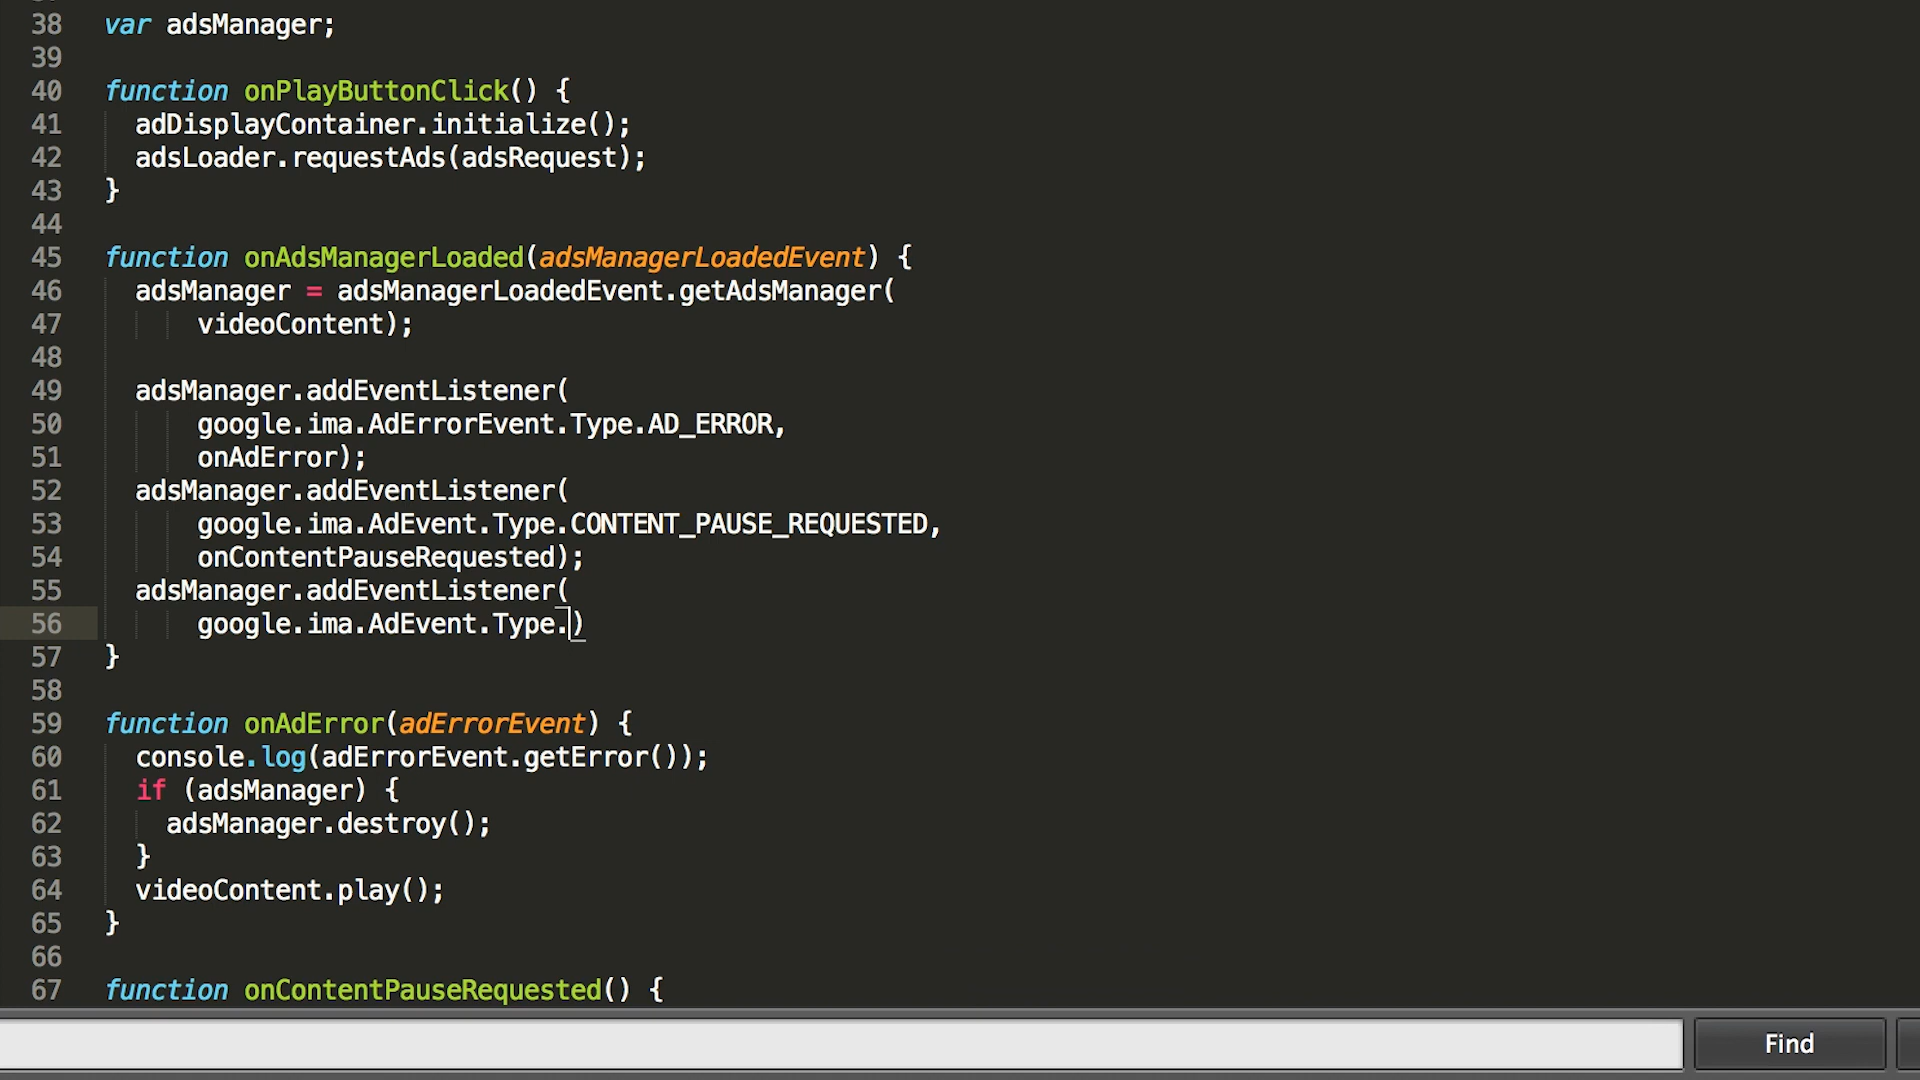 38 var adsManager;
39
40 function onPlayButtonClick() {
41 adDisplayContainer.initialize();
42 adsLoader.requestAds(adsRequest);
43 }
44
45 function onAdsManagerLoaded(adsManagerLoadedEvent) {
46 adsManager = adsManagerLoadedEvent.getAdsManager(
47 videoContent);
48
49 adsManager.addEventListener(
50 google.ima.AdErrorEvent.Type.AD_ERROR,
51 onAdError);
52 adsManager.addEventListener(
53 google.ima.AdEvent.Type.CONTENT_PAUSE_REQUESTED,
54 onContentPauseRequested);
55 adsManager.addEventListener(
56 google.ima.AdEvent.Type.)
57 }
58
59 function onAdError(adErrorEvent) {
60 console.log(adErrorEvent.getError());
61 if (adsManager) {
62 adsManager.destroy();
63 }
64 videoContent.play();
65 }
66
67 function onContentPauseRequested() {
Find